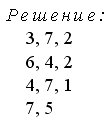 Решение:
3, 7, 2
6, 4, 2
4, 7, 1
7, 5